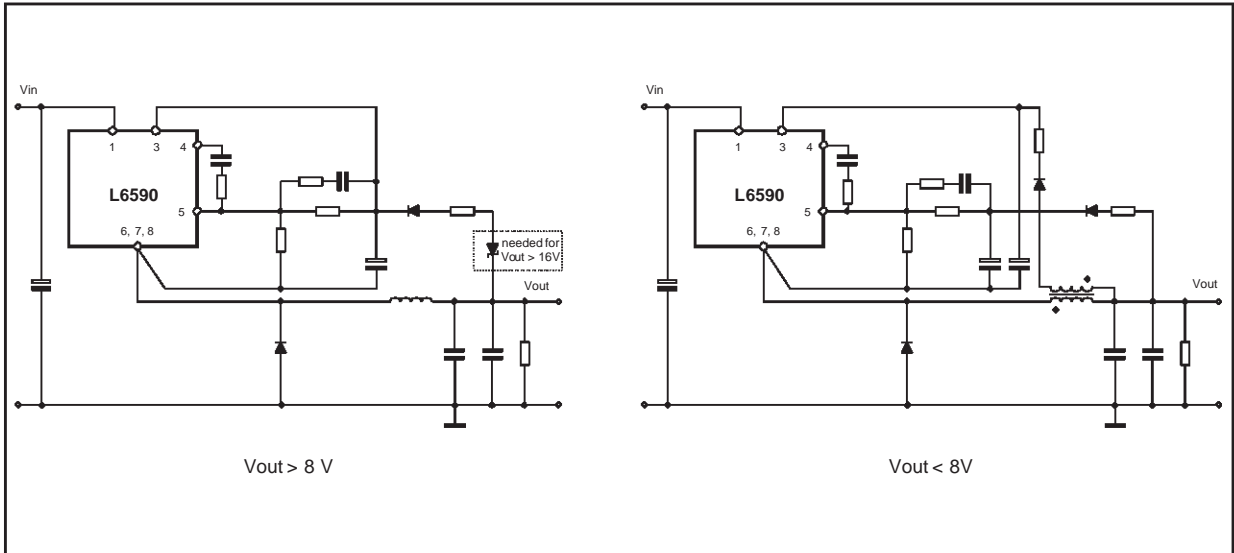 Vin
1
3
4
L6590
5
6, 7, 8
needed for
Vout > 16V
Vout
Vout > 8 V
Vin
1
3
4
L6590
5
6, 7, 8
Vout
Vout < 8V